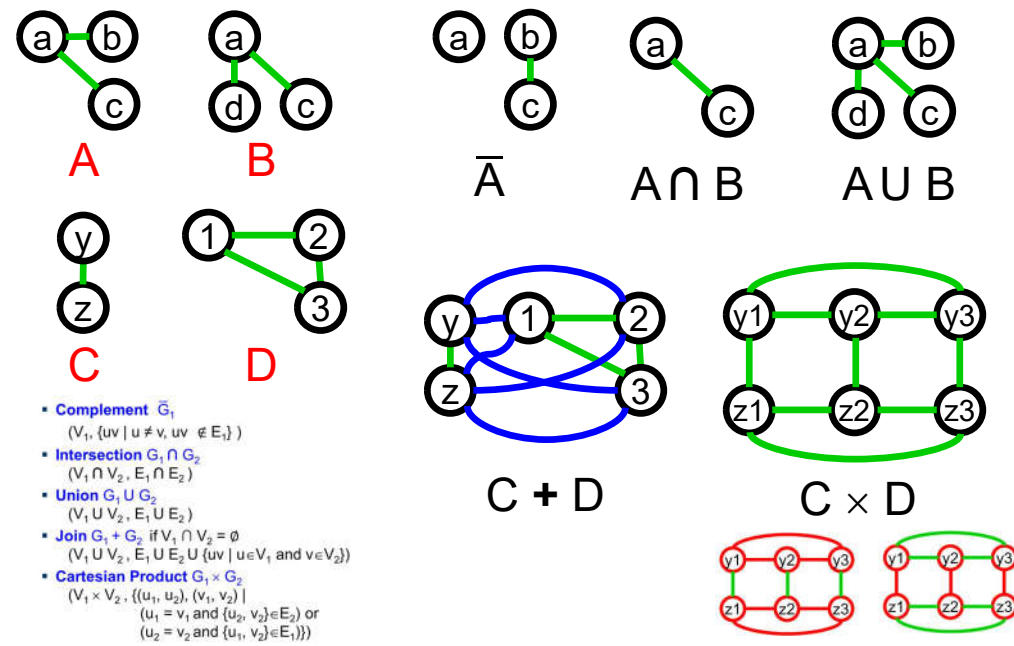 a b
c
A
a
d c
B
a b
c
A̅
a
c
A ∩ B
a b
d c
A U B
y
z
C
1 2
3
D
y 1 2
z 3
C + D
y1 y2 y3
z1 z2 z3
C × D
▪ Complement G̅₁
(V₁, {uv | u ≠ v, uv ∉ E₁} )
▪ Intersection G₁ ∩ G₂
(V₁ ∩ V₂ , E₁ ∩ E₂ )
▪ Union G₁ U G₂
(V₁ U V₂ , E₁ U E₂ )
▪ Join G₁ + G₂ if V₁ ∩ V₂ = ∅
(V₁ U V₂ , E₁ U E₂ U {uv | u∈V₁ and v∈V₂})
▪ Cartesian Product G₁ × G₂
(V₁ × V₂ , {(u₁, u₂), (v₁, v₂) |
(u₁ = v₁ and {u₂, v₂}∈E₂) or
(u₂ = v₂ and {u₁, v₁}∈E₁)})
y1 y2 y3
z1 z2 z3
y1 y2 y3
z1 z2 z3